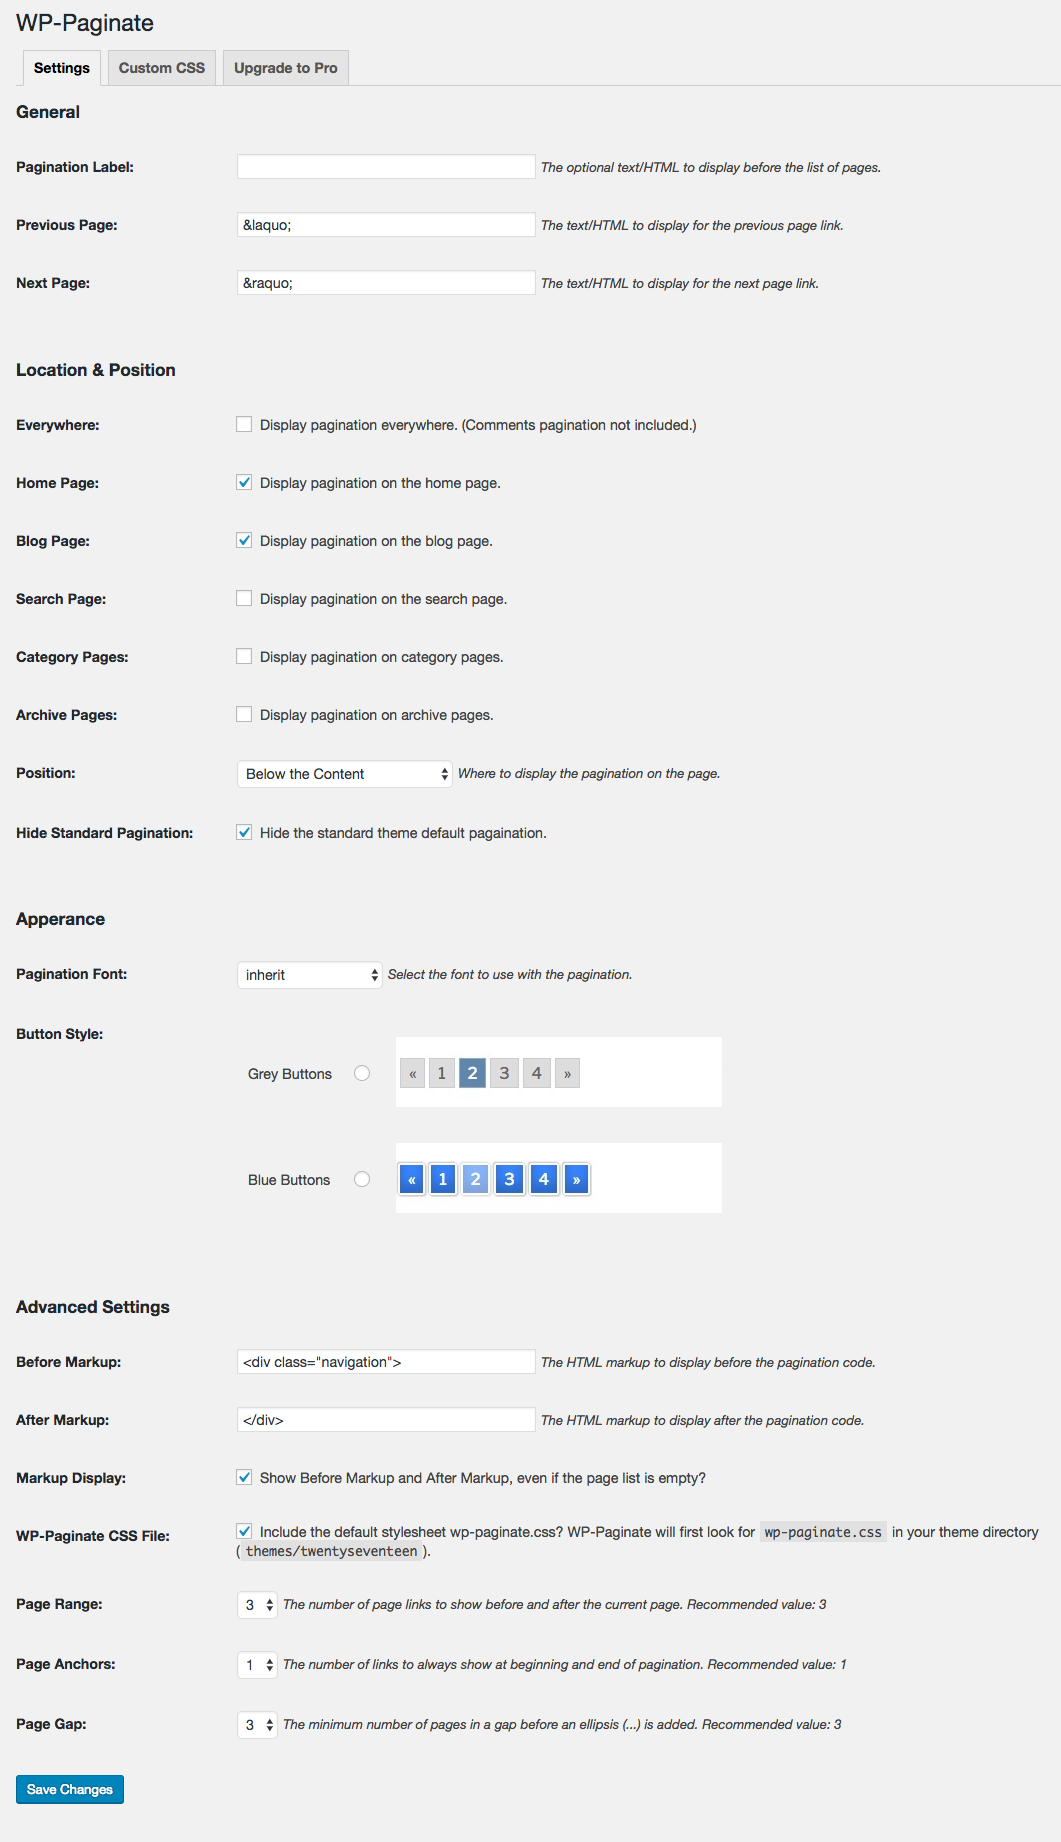 WP-Paginate
Settings Custom CSS Upgrade to Pro
General
Pagination Label: The optional text/HTML to display before the list of pages.
Previous Page: &laquo; The text/HTML to display for the previous page link.
Next Page: &raquo; The text/HTML to display for the next page link.
Location & Position
Everywhere: Display pagination everywhere. (Comments pagination not included.)
Home Page: Display pagination on the home page.
Blog Page: Display pagination on the blog page.
Search Page: Display pagination on the search page.
Category Pages: Display pagination on category pages.
Archive Pages: Display pagination on archive pages.
Position: Below the Content Where to display the pagination on the page.
Hide Standard Pagination: Hide the standard theme default pagaination.
Apperance
Pagination Font: inherit Select the font to use with the pagination.
Button Style:
Grey Buttons « 1 2 3 4 »
Blue Buttons « 1 2 3 4 »
Advanced Settings
Before Markup: <div class="navigation"> The HTML markup to display before the pagination code.
After Markup: </div> The HTML markup to display after the pagination code.
Markup Display: Show Before Markup and After Markup, even if the page list is empty?
WP-Paginate CSS File: Include the default stylesheet wp-paginate.css? WP-Paginate will first look for wp-paginate.css in your theme directory
( themes/twentyseventeen ).
Page Range: 3 The number of page links to show before and after the current page. Recommended value: 3
Page Anchors: 1 The number of links to always show at beginning and end of pagination. Recommended value: 1
Page Gap: 3 The minimum number of pages in a gap before an ellipsis (...) is added. Recommended value: 3
Save Changes